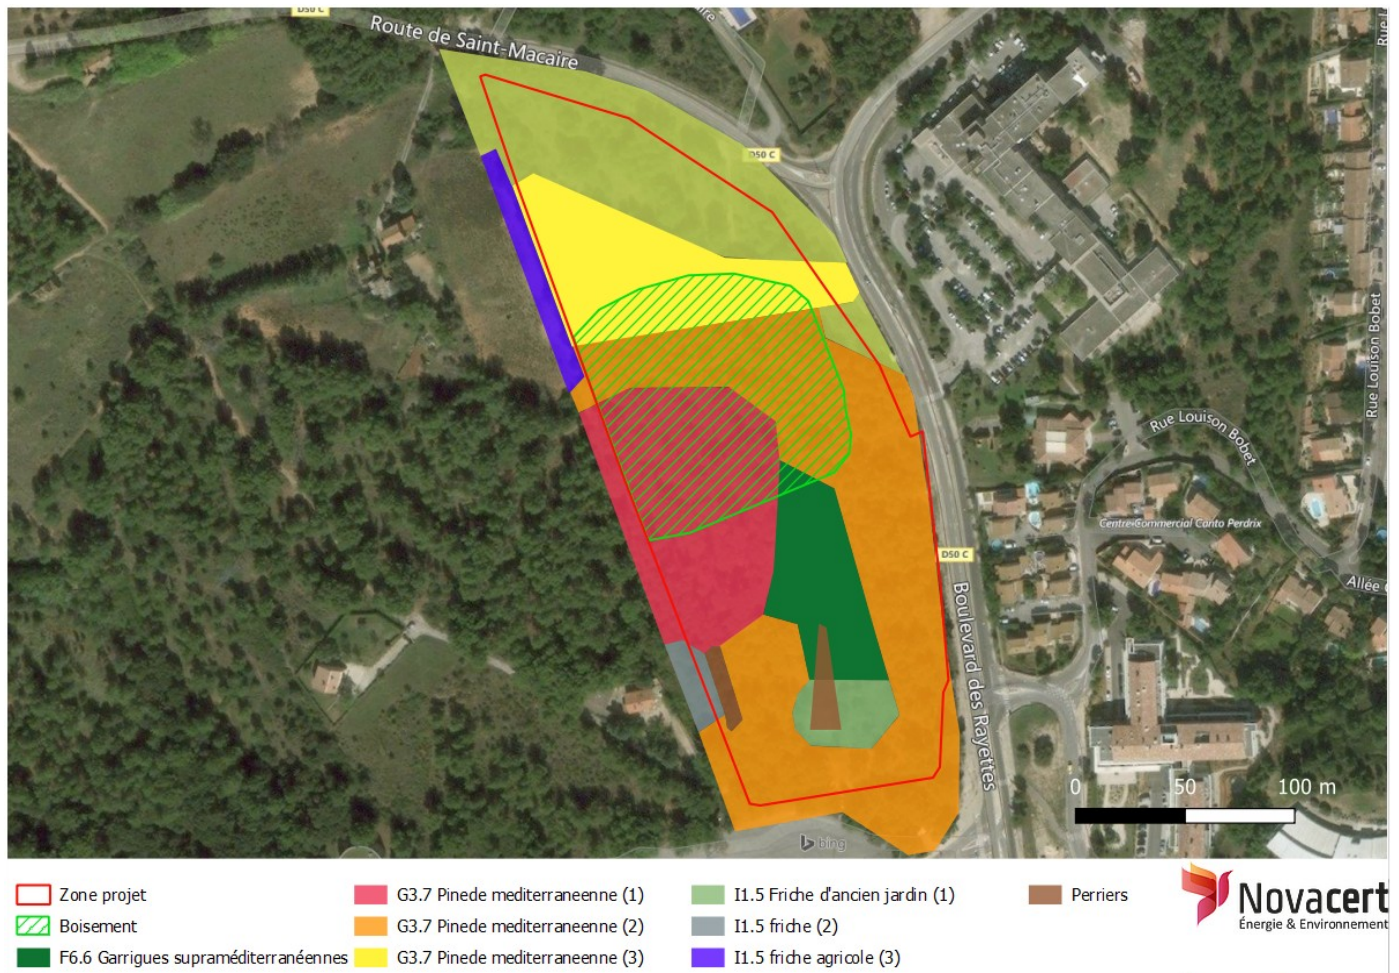 D50 C
Route de Saint-Macaire
D50 C
Rue Louison Bobet
Rue Louison Bobet
Centre Commercial Canto Perdrix
D50 C
Allée
Boulevard des Rayettes
0 50 100 m
bing
Zone projet
Boisement
F6.6 Garrigues supraméditerranéennes
G3.7 Pinede mediterraneenne (1)
G3.7 Pinede mediterraneenne (2)
G3.7 Pinede mediterraneenne (3)
I1.5 Friche d'ancien jardin (1)
I1.5 friche (2)
I1.5 friche agricole (3)
Perriers
Novacert
Énergie & Environnement